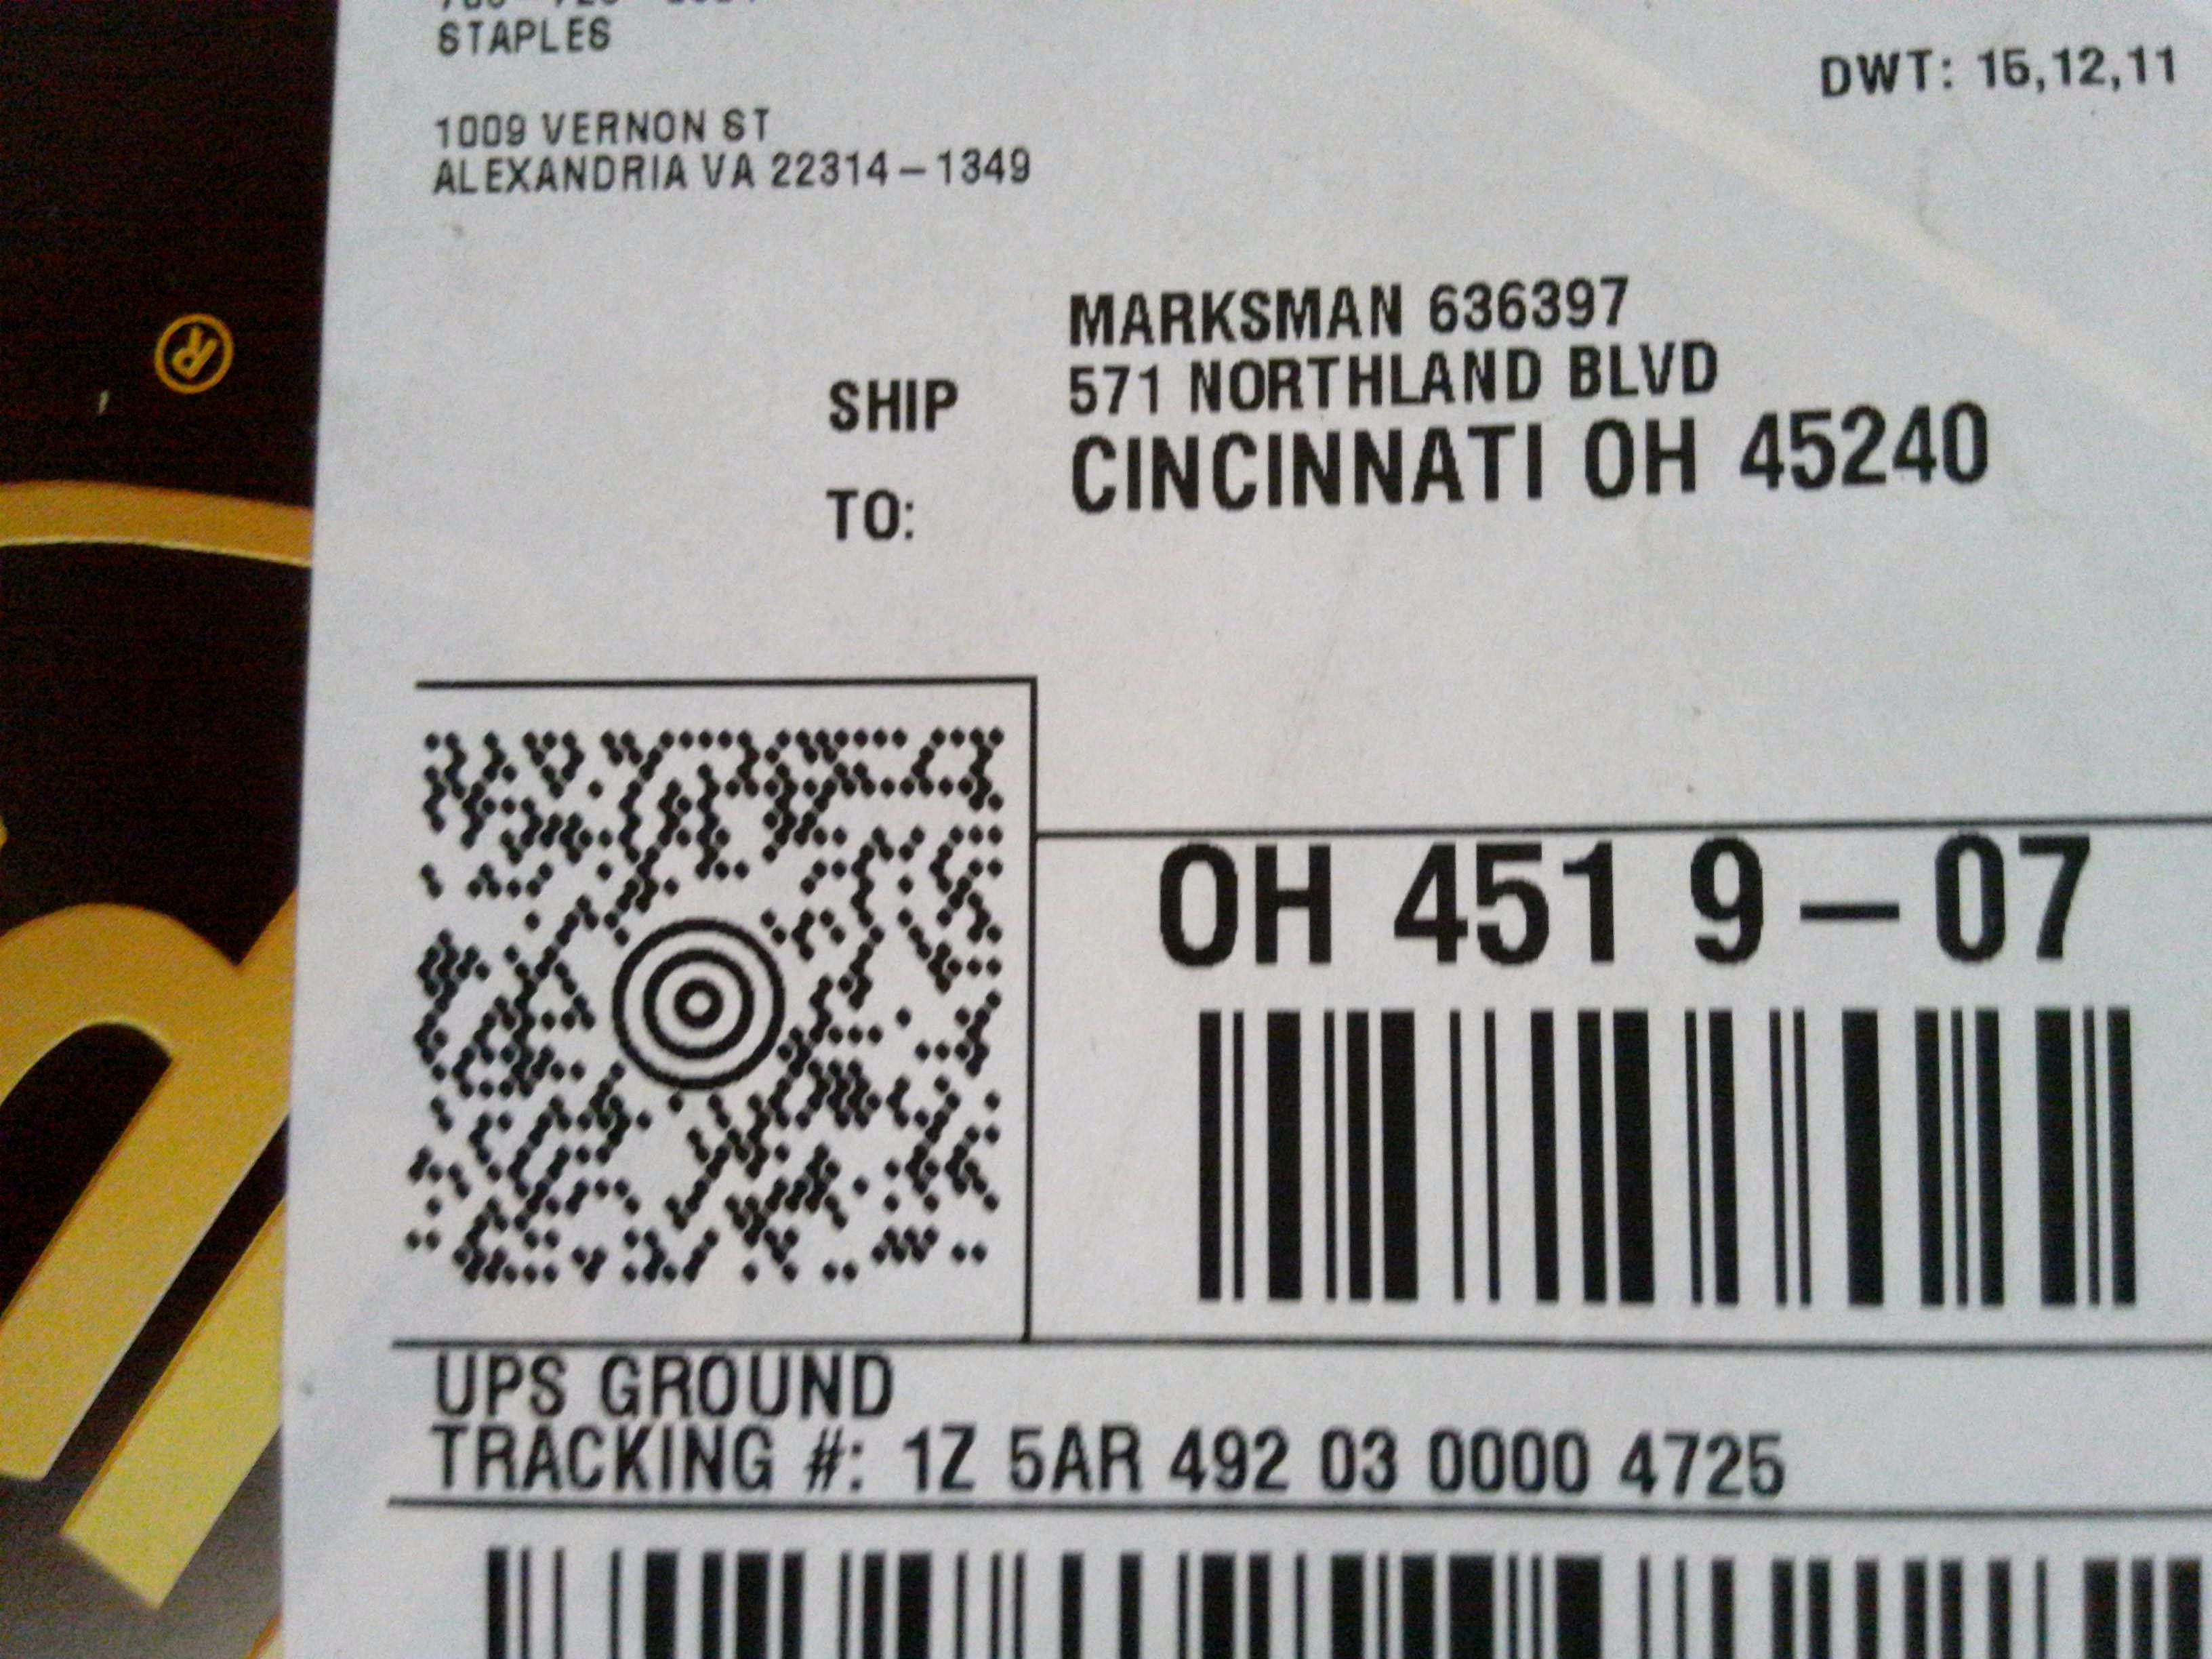 STAPLES
DWT: 15,12,11
1009 VERNON ST
ALEXANDRIA VA 22314-1349
SHIP
TO:
MARKSMAN 636397
571 NORTHLAND BLVD
CINCINNATI OH 45240
OH 451 9-07
UPS GROUND
TRACKING #: 1Z 5AR 492 03 0000 4725
®